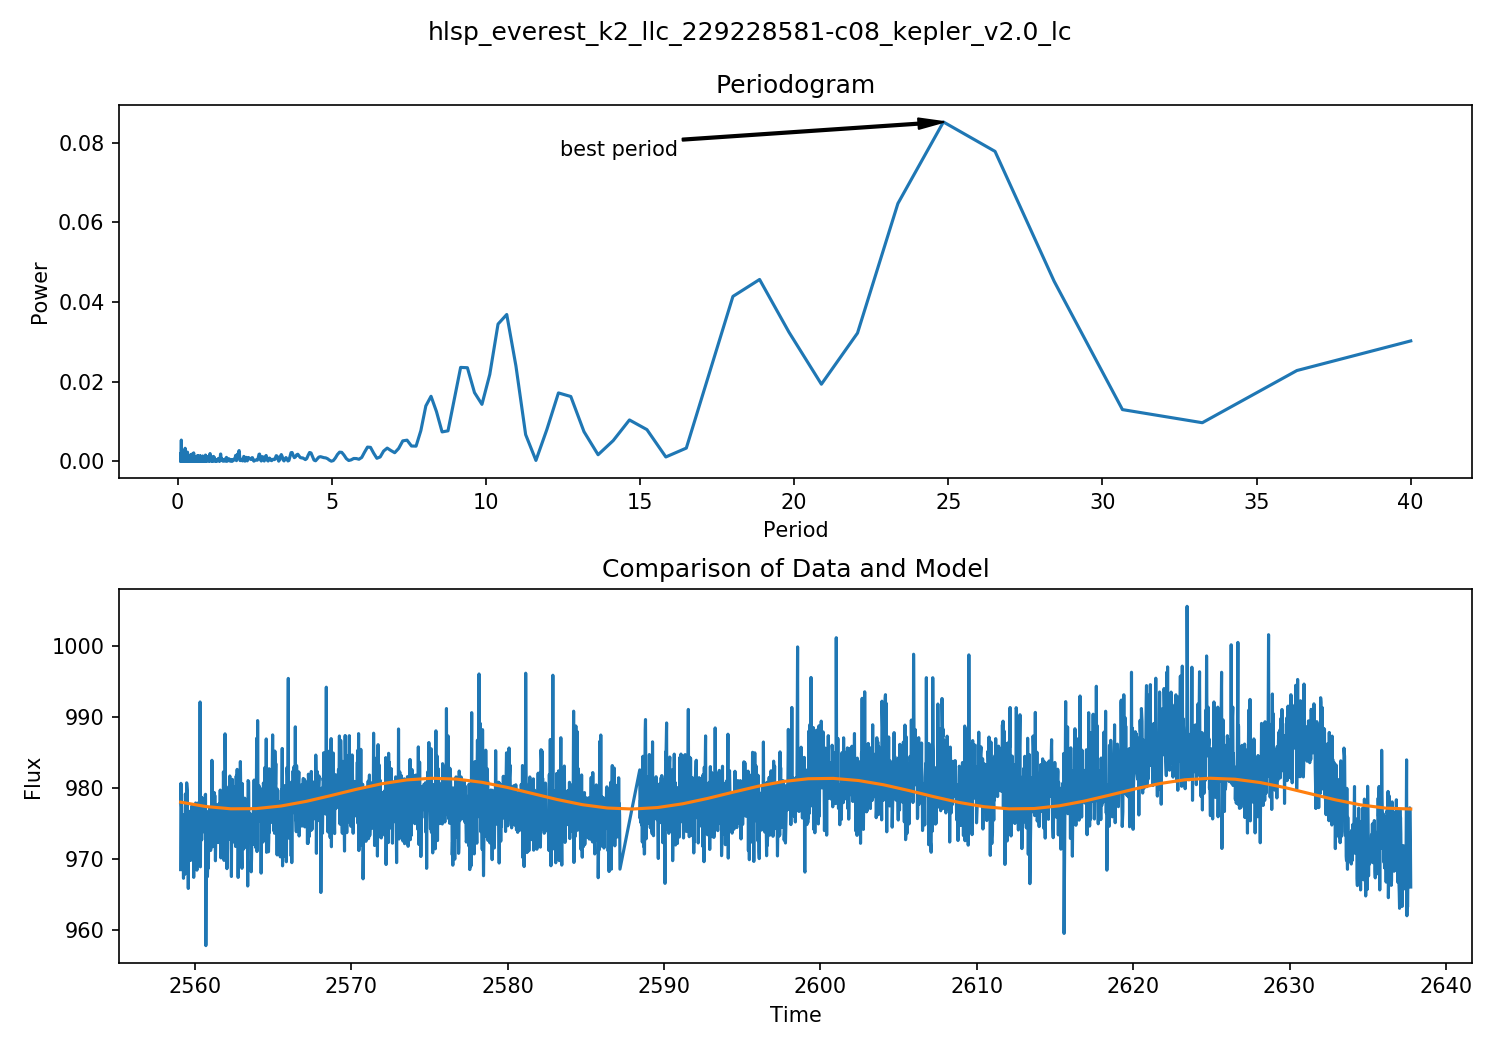 hlsp_everest_k2_llc_229228581-c08_kepler_v2.0_lc
Periodogram
best period
0.08
0.06
0.04
0.02
0.00
Power
0 5 10 15 20 25 30 35 40
Period
Comparison of Data and Model
1000
990
980
970
960
Flux
2560 2570 2580 2590 2600 2610 2620 2630 2640
Time